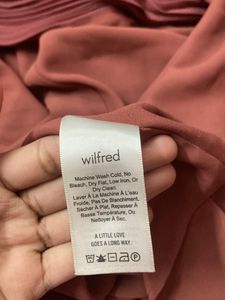 wilfred
Machine Wash Cold, No
Bleach, Dry Flat, Low Iron, Or
Dry Clean.
Laver À La Machine À L'Eau
Froide, Pas De Blanchiment,
Sécher À Plat, Repasser À
Basse Température, Ou
Nettoyer À Sec.
A LITTLE LOVE
GOES A LONG WAY.